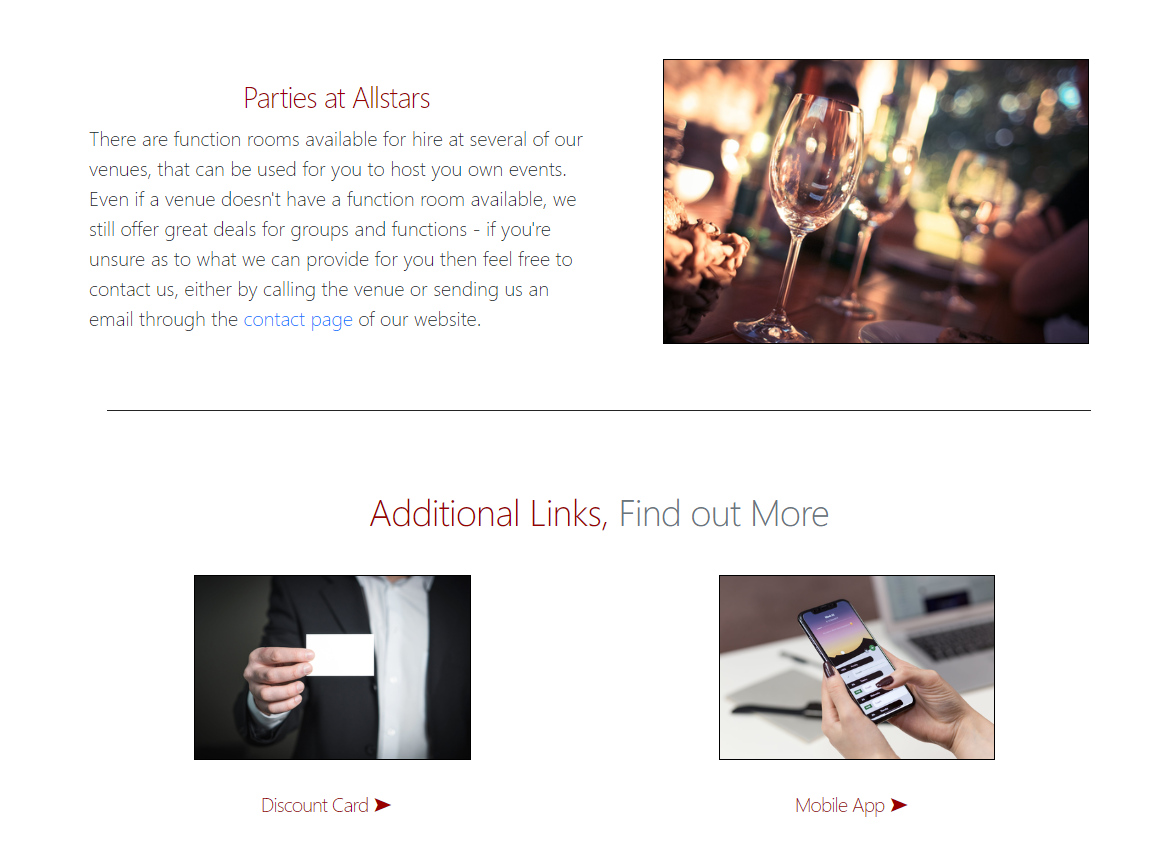 Parties at Allstars
There are function rooms available for hire at several of our
venues, that can be used for you to host you own events.
Even if a venue doesn't have a function room available, we
still offer great deals for groups and functions - if you're
unsure as to what we can provide for you then feel free to
contact us, either by calling the venue or sending us an
email through the contact page of our website.
Additional Links, Find out More
Discount Card ➤
Mobile App ➤